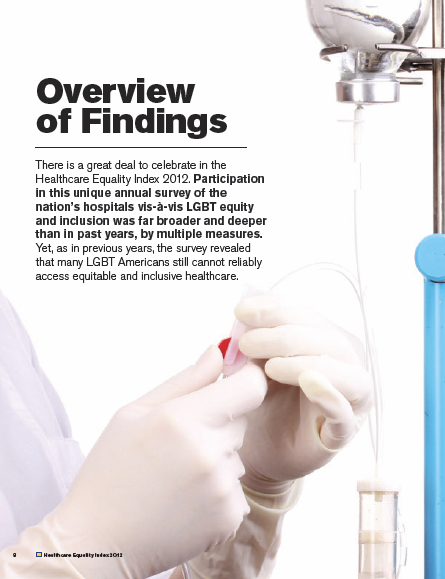 Overview
of Findings
There is a great deal to celebrate in the
Healthcare Equality Index 2012. Participation
in this unique annual survey of the
nation's hospitals vis-à-vis LGBT equity
and inclusion was far broader and deeper
than in past years, by multiple measures.
Yet, as in previous years, the survey revealed
that many LGBT Americans still cannot reliably
access equitable and inclusive healthcare.
8 Healthcare Equality Index 2012